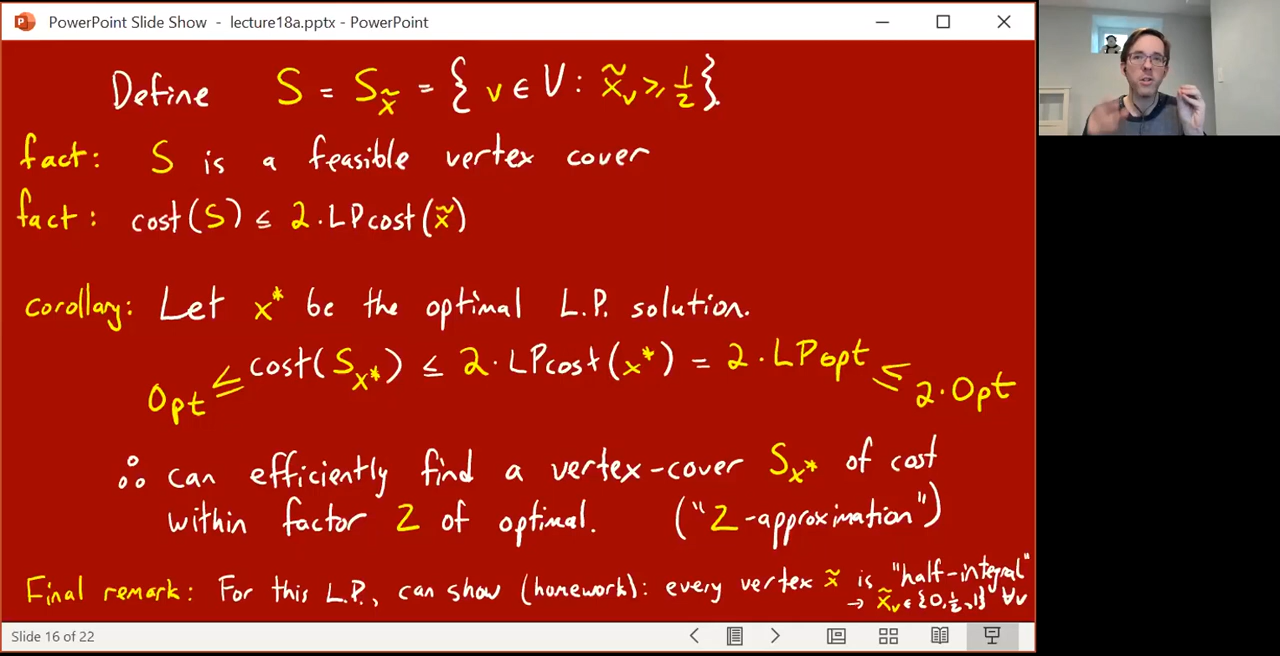 PowerPoint Slide Show - lecture18a.pptx - PowerPoint
Define S = S_x̃ = { v ∈ V : x̃_v ≥ 1/2 }.
fact: S is a feasible vertex cover
fact: cost(S) ≤ 2·LPcost(x̃)
corollary: Let x* be the optimal L.P. solution.
Opt ≤ cost(S_x*) ≤ 2·LPcost(x*) = 2·LPopt ≤ 2·Opt
∴ can efficiently find a vertex-cover S_x* of cost
within factor 2 of optimal. ("2-approximation")
Final remark: For this L.P., can show (homework): every vertex x̃ is "half-integral"
→ x̃_v ∈ {0, 1/2, 1} ∀v
Slide 16 of 22